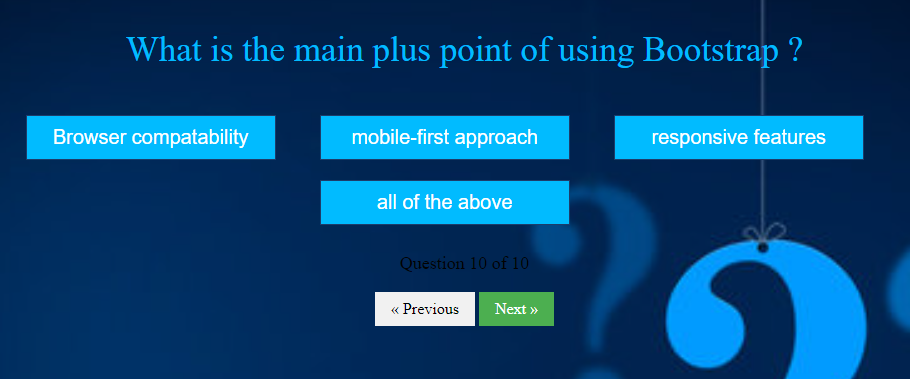 What is the main plus point of using Bootstrap ?
Browser compatability
mobile-first approach
responsive features
all of the above
Question 10 of 10
« Previous
Next »